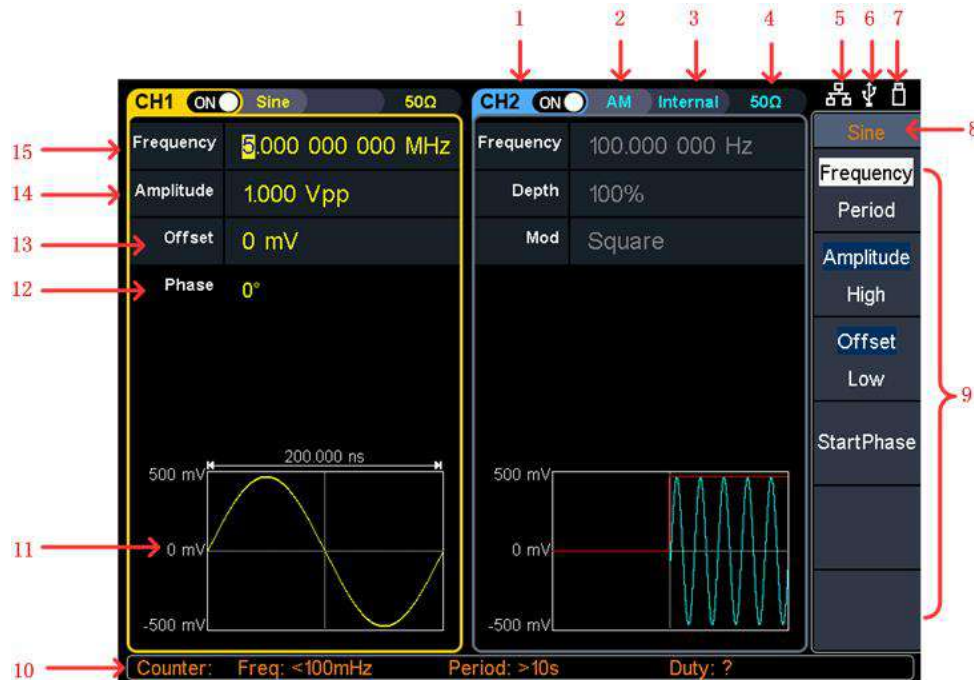 1 2 3 4 5 6 7
CH1 ON Sine 50Ω
CH2 ON AM Internal 50Ω
Sine 8
15 Frequency 5.000 000 000 MHz
Frequency 100.000 000 Hz
Frequency
Period
14 Amplitude 1.000 Vpp
Depth 100%
13 Offset 0 mV
Mod Square
Amplitude
High
12 Phase 0°
Offset
Low
9
StartPhase
200.000 ns
500 mV
11 0 mV
-500 mV
500 mV
0 mV
-500 mV
10 Counter: Freq: <100mHz Period: >10s Duty: ?